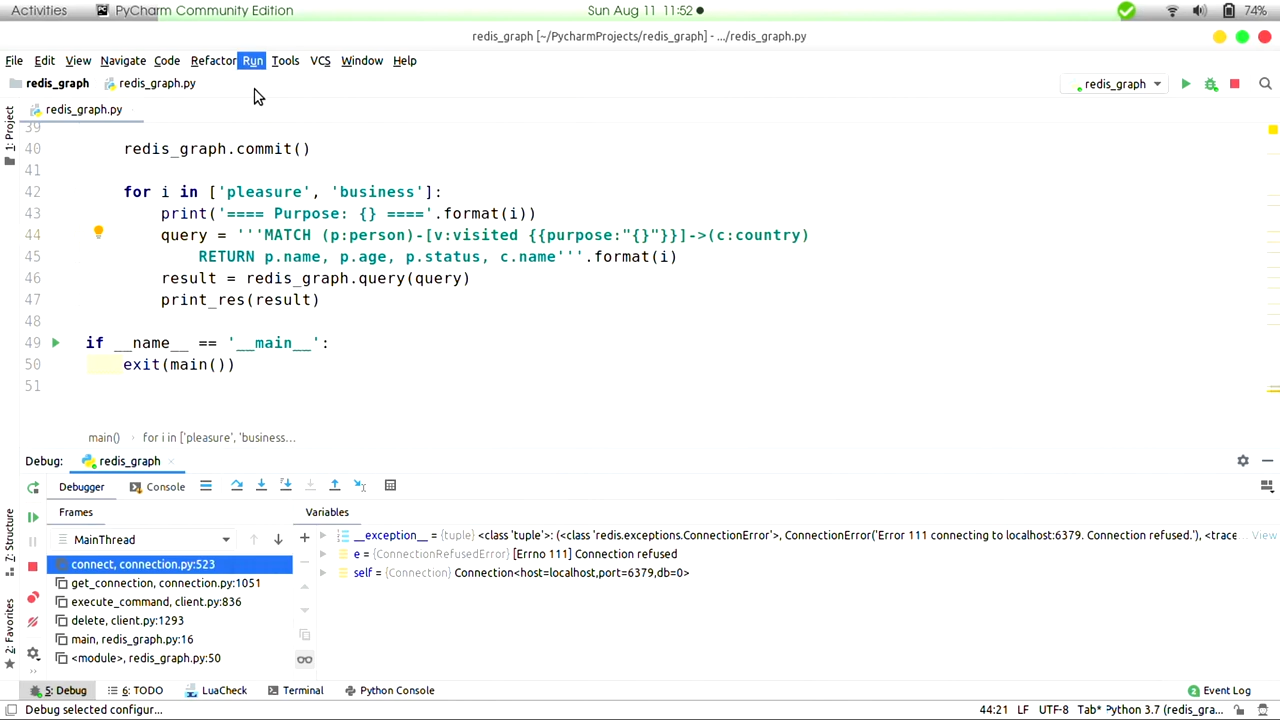 Activities PyCharm Community Edition Sun Aug 11 11:52 74%
redis_graph [~/PycharmProjects/redis_graph] - .../redis_graph.py
File Edit View Navigate Code Refactor Run Tools VCS Window Help
redis_graph redis_graph.py redis_graph
redis_graph.py
1: Project
39
40 redis_graph.commit()
41
42 for i in ['pleasure', 'business']:
43 print('==== Purpose: {} ===='.format(i))
44 query = '''MATCH (p:person)-[v:visited {{purpose:"{}"}}]->(c:country)
45 RETURN p.name, p.age, p.status, c.name'''.format(i)
46 result = redis_graph.query(query)
47 print_res(result)
48
49 if __name__ == '__main__':
50 exit(main())
51
main() › for i in ['pleasure', 'business...
Debug: redis_graph
Debugger Console
Frames Variables
MainThread
connect, connection.py:523
get_connection, connection.py:1051
execute_command, client.py:836
delete, client.py:1293
main, redis_graph.py:16
<module>, redis_graph.py:50
__exception__ = {tuple} <class 'tuple'>: (<class 'redis.exceptions.ConnectionError'>, ConnectionError('Error 111 connecting to localhost:6379. Connection refused.'), <trace... View
e = {ConnectionRefusedError} [Errno 111] Connection refused
self = {Connection} Connection<host=localhost,port=6379,db=0>
7: Structure
2: Favorites
5: Debug 6: TODO LuaCheck Terminal Python Console 2 Event Log
Debug selected configur... 44:21 LF UTF-8 Tab* Python 3.7 (redis_gra...